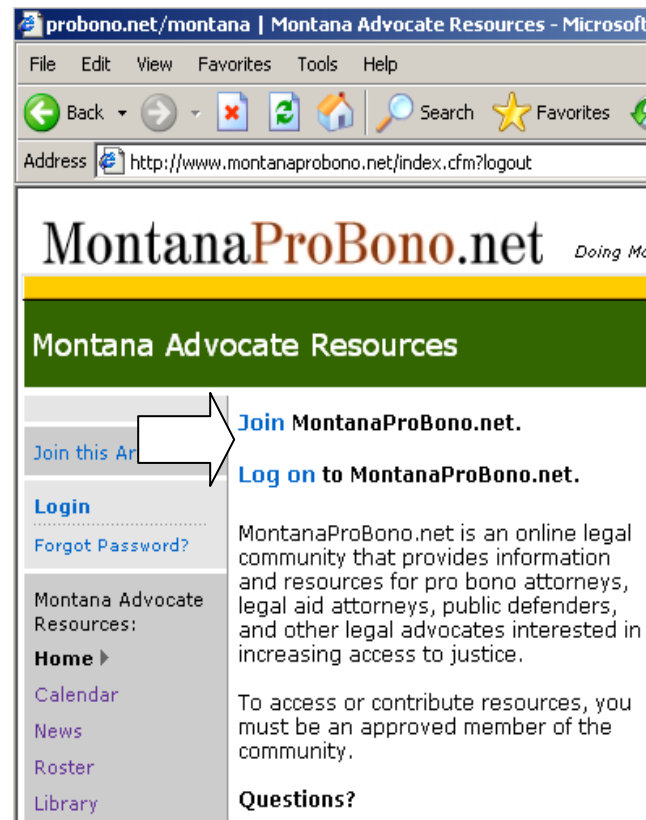 probono.net/montana | Montana Advocate Resources - Microsoft
File Edit View Favorites Tools Help
Back Search Favorites
Address http://www.montanaprobono.net/index.cfm?logout
MontanaProBono.net Doing
Montana Advocate Resources
Join this
Login
Forgot Password?
Montana Advocate
Resources:
Home
Calendar
News
Roster
Library
Join MontanaProBono.net.
Log on to MontanaProBono.net.
MontanaProBono.net is an online legal
community that provides information
and resources for pro bono attorneys,
legal aid attorneys, public defenders,
and other legal advocates interested in
increasing access to justice.
To access or contribute resources, you
must be an approved member of the
community.
Questions?